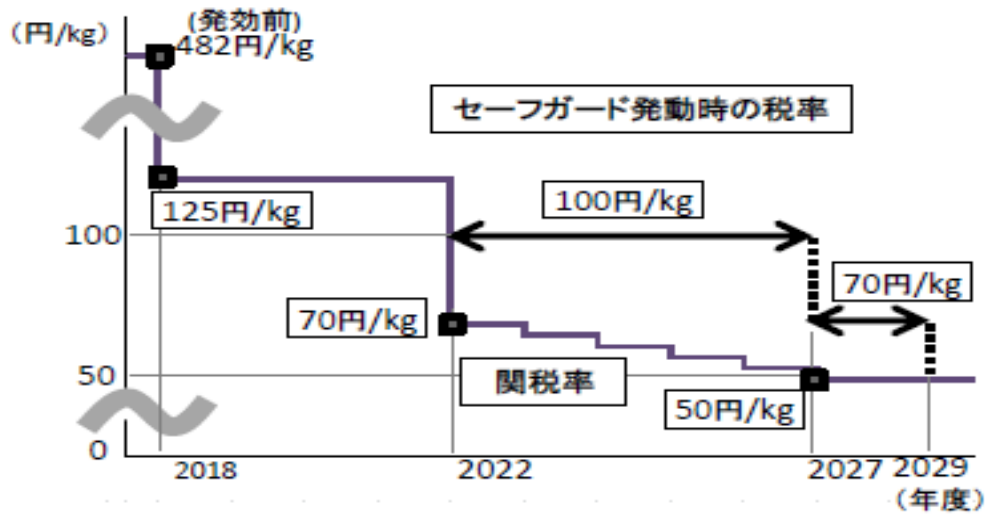 (円/kg)
(発効前)
482円/kg
セーフガード発動時の税率
125円/kg
100円/kg
100
70円/kg
70円/kg
50
関税率
50円/kg
0
2018
2022
2027
2029
(年度)